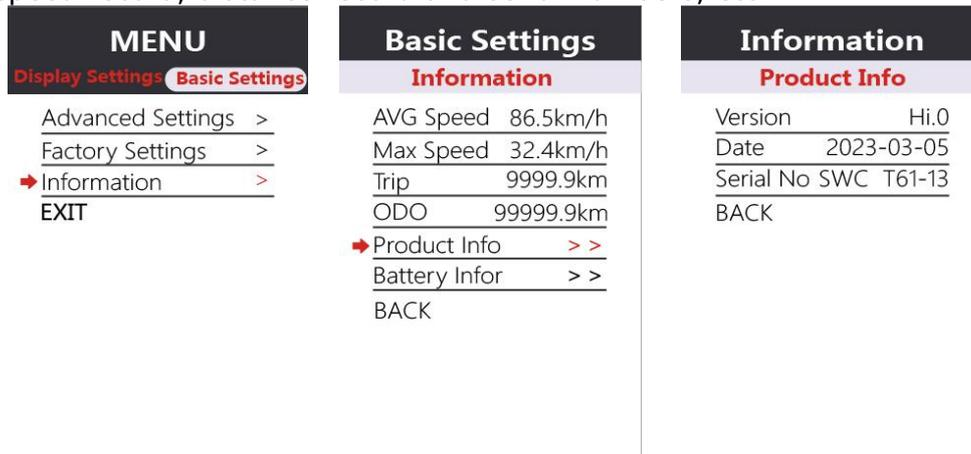 MENU
Display Settings Basic Settings
Advanced Settings >
Factory Settings >
Information >
EXIT
Basic Settings
Information
AVG Speed 86.5km/h
Max Speed 32.4km/h
Trip 9999.9km
ODO 99999.9km
Product Info > >
Battery Infor > >
BACK
Information
Product Info
Version Hi.0
Date 2023-03-05
Serial No SWC T61-13
BACK